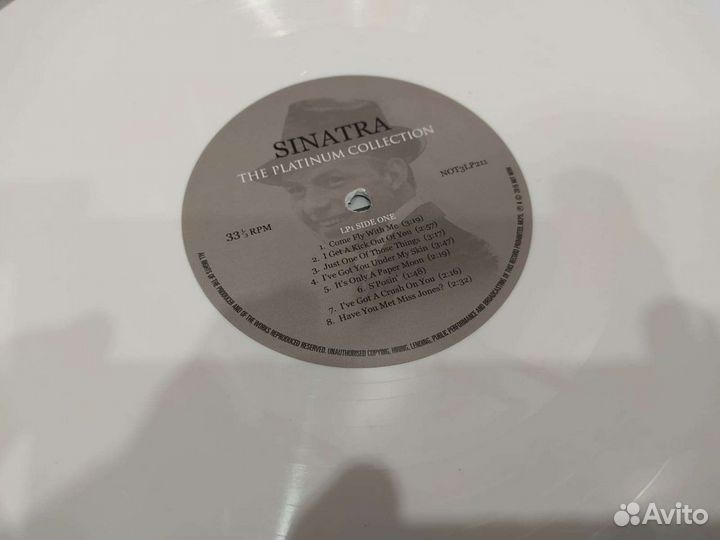 SINATRA
THE PLATINUM COLLECTION
NOT3LP211
33⅓ RPM
LP1 SIDE ONE
1. Come Fly With Me (3:19)
2. I Get A Kick Out Of You (2:57)
3. Just One Of Those Things (3:17)
4. I've Got You Under My Skin (3:47)
5. It's Only A Paper Moon (2:19)
6. S'Posin' (1:48)
7. I've Got A Crush On You (2:16)
8. Have You Met Miss Jones? (2:32)
ALL RIGHTS OF THE PRODUCER AND OF THE WORKS REPRODUCED RESERVED. UNAUTHORISED COPYING, HIRING, LENDING, PUBLIC PERFORMANCE AND BROADCASTING OF THIS RECORD PROHIBITED.
Avito